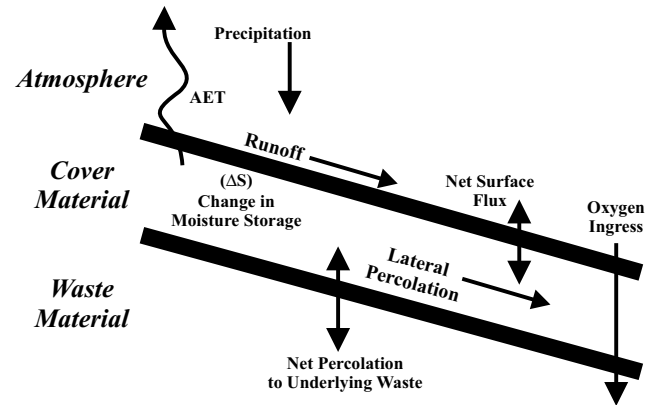 Precipitation
Atmosphere
AET
Runoff
Cover
Material
(ΔS)
Change in
Moisture Storage
Net Surface
Flux
Oxygen
Ingress
Lateral
Percolation
Waste
Material
Net Percolation
to Underlying Waste